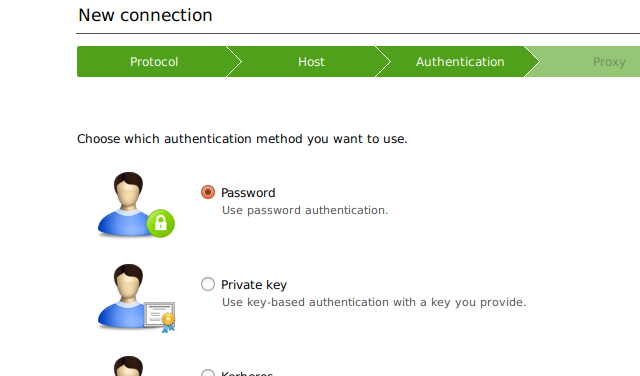 New connection
Protocol Host Authentication Proxy
Choose which authentication method you want to use.
Password
Use password authentication.
Private key
Use key-based authentication with a key you provide.
Kerberos